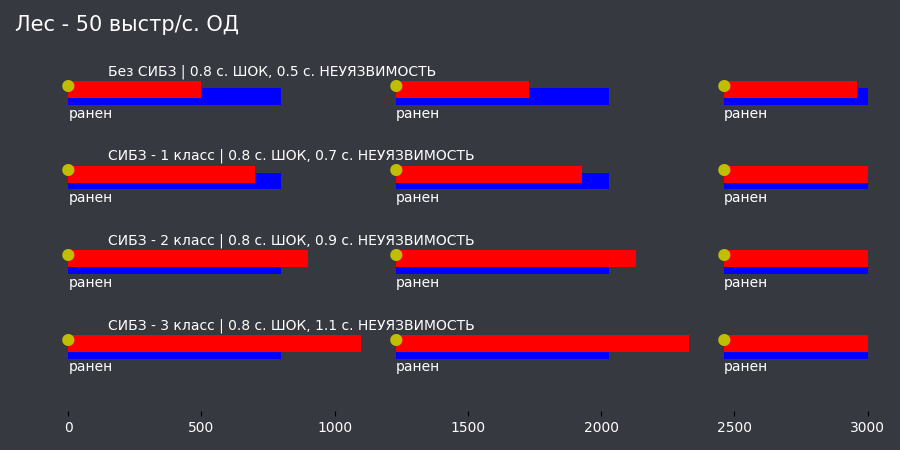 Лес - 50 выстр/с. ОД
Без СИБЗ | 0.8 с. ШОК, 0.5 с. НЕУЯЗВИМОСТЬ
ранен ранен ранен
СИБЗ - 1 класс | 0.8 с. ШОК, 0.7 с. НЕУЯЗВИМОСТЬ
ранен ранен ранен
СИБЗ - 2 класс | 0.8 с. ШОК, 0.9 с. НЕУЯЗВИМОСТЬ
ранен ранен ранен
СИБЗ - 3 класс | 0.8 с. ШОК, 1.1 с. НЕУЯЗВИМОСТЬ
ранен ранен ранен
0 500 1000 1500 2000 2500 3000